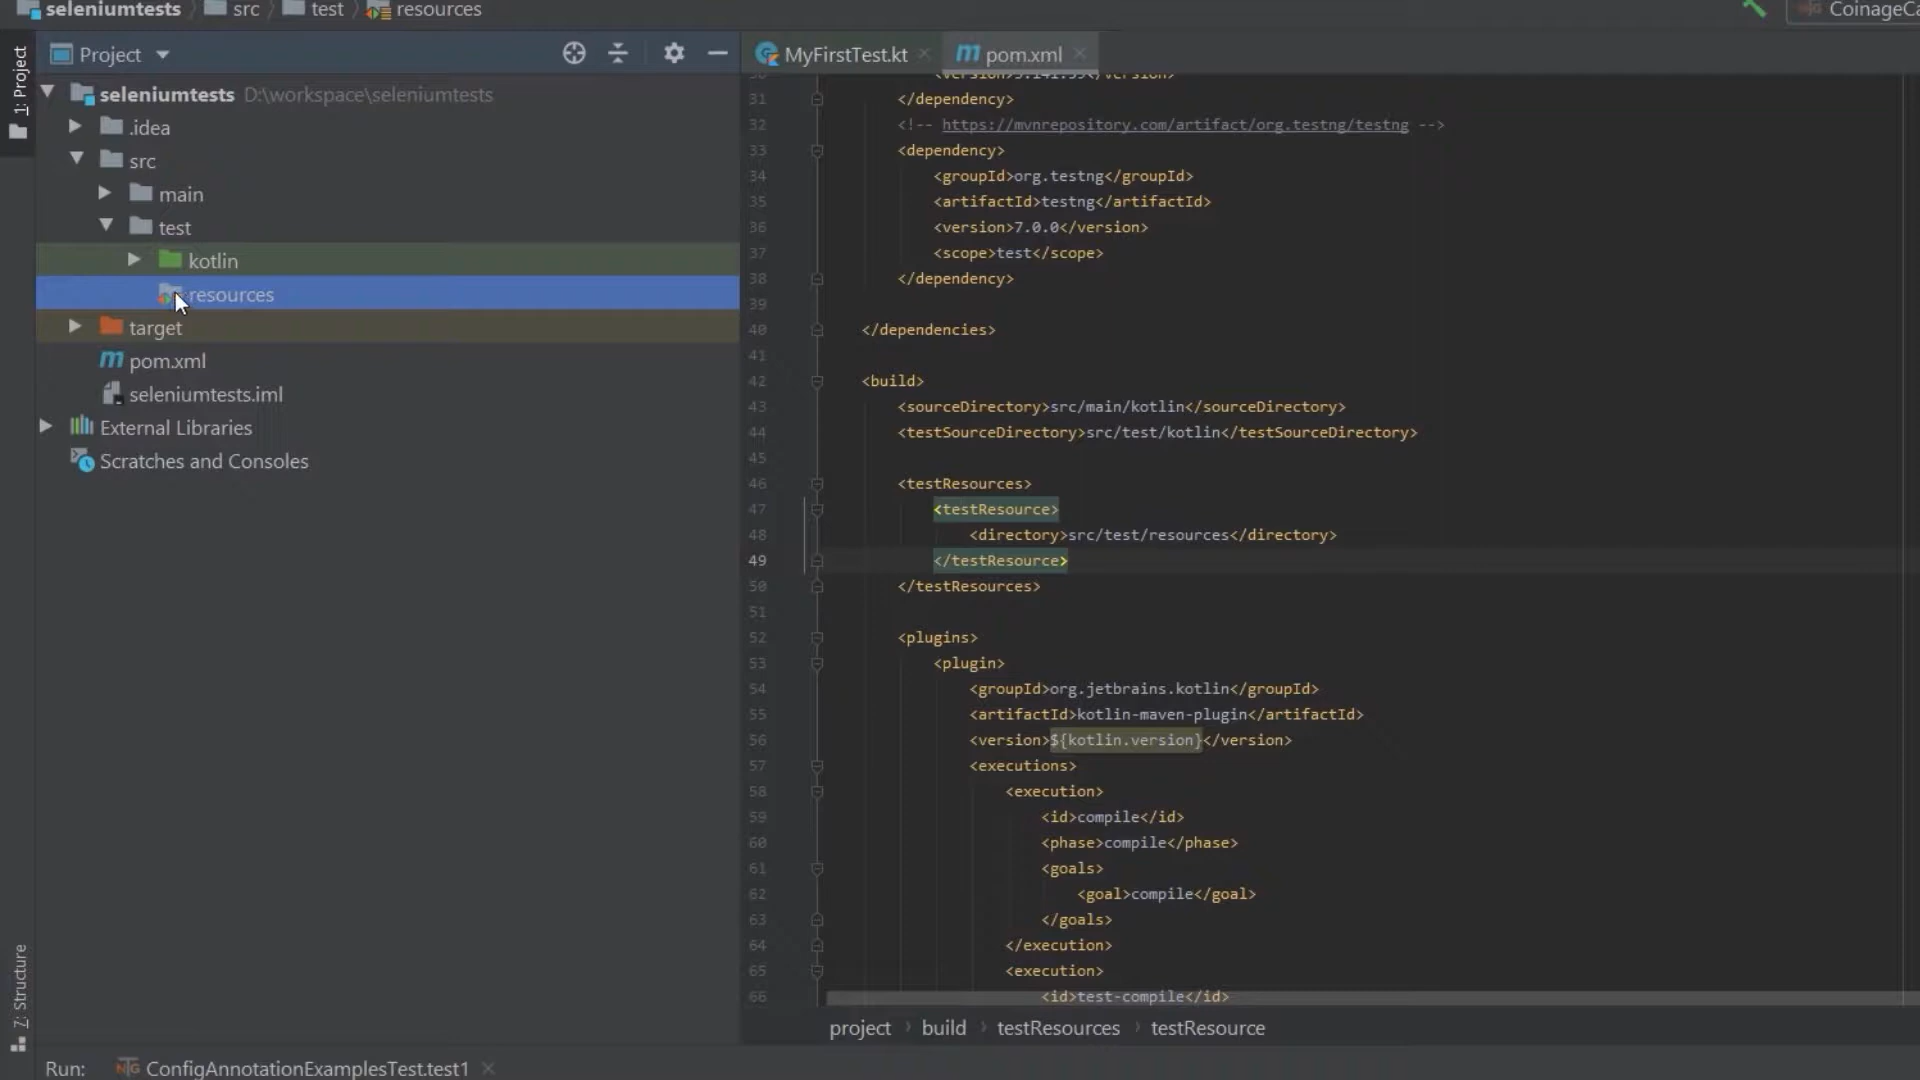 seleniumtests src test resources
CoinageCa
1: Project
Project
MyFirstTest.kt
pom.xml
seleniumtests D:\workspace\seleniumtests
.idea
src
main
test
kotlin
resources
target
pom.xml
seleniumtests.iml
External Libraries
Scratches and Consoles
30 <version>3.141.59</version>
31 </dependency>
32 <!-- https://mvnrepository.com/artifact/org.testng/testng -->
33 <dependency>
34 <groupId>org.testng</groupId>
35 <artifactId>testng</artifactId>
36 <version>7.0.0</version>
37 <scope>test</scope>
38 </dependency>
39
40 </dependencies>
41
42 <build>
43 <sourceDirectory>src/main/kotlin</sourceDirectory>
44 <testSourceDirectory>src/test/kotlin</testSourceDirectory>
45
46 <testResources>
47 <testResource>
48 <directory>src/test/resources</directory>
49 </testResource>
50 </testResources>
51
52 <plugins>
53 <plugin>
54 <groupId>org.jetbrains.kotlin</groupId>
55 <artifactId>kotlin-maven-plugin</artifactId>
56 <version>${kotlin.version}</version>
57 <executions>
58 <execution>
59 <id>compile</id>
60 <phase>compile</phase>
61 <goals>
62 <goal>compile</goal>
63 </goals>
64 </execution>
65 <execution>
66 <id>test-compile</id>
project build testResources testResource
Z: Structure
Run: ConfigAnnotationExamplesTest.test1